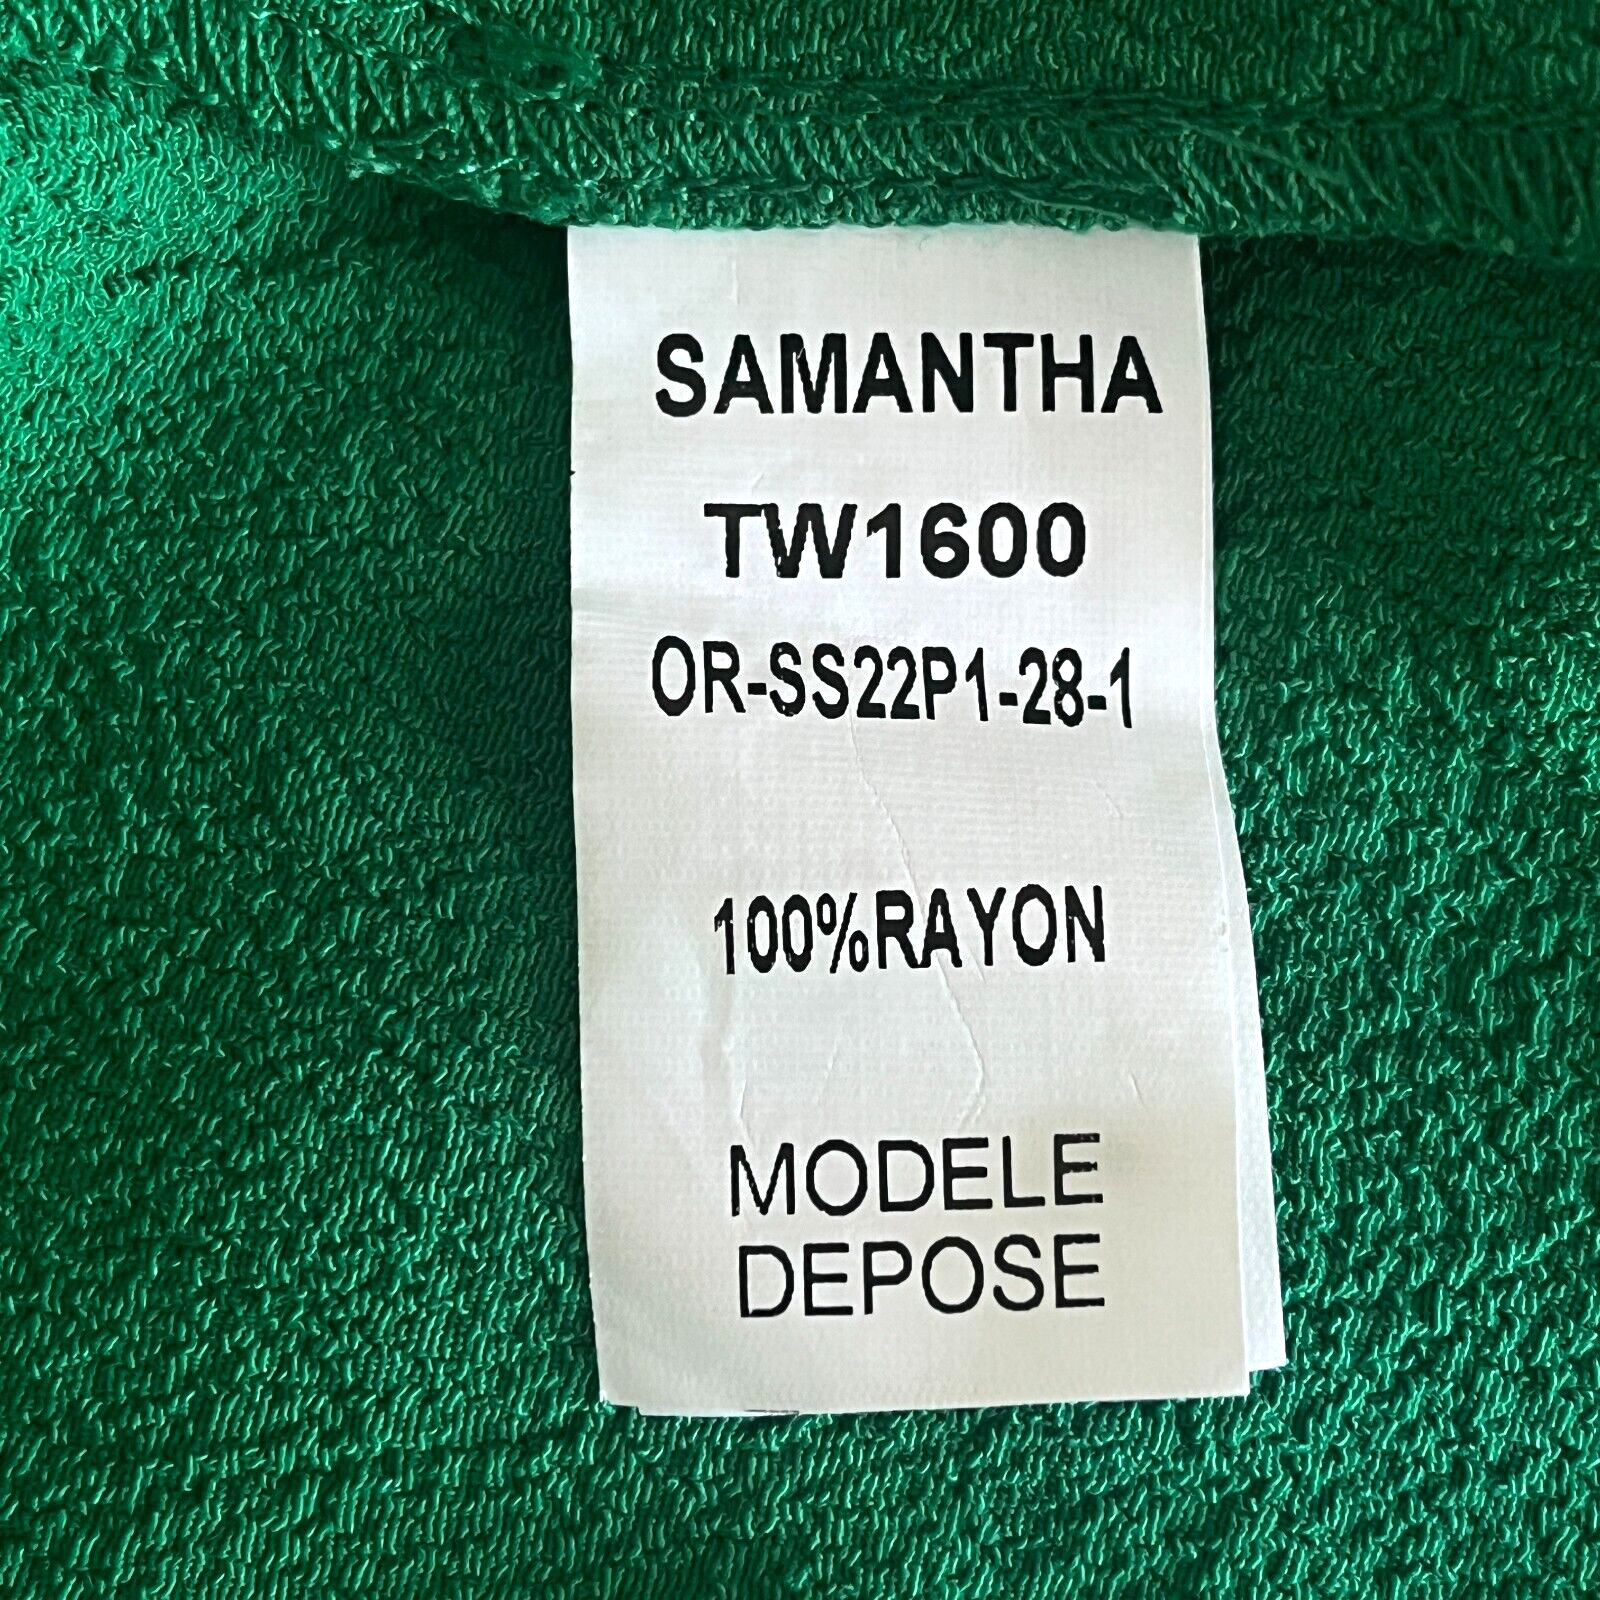 SAMANTHA
TW1600
OR-SS22P1-28-1
100%RAYON
MODELE
DEPOSE